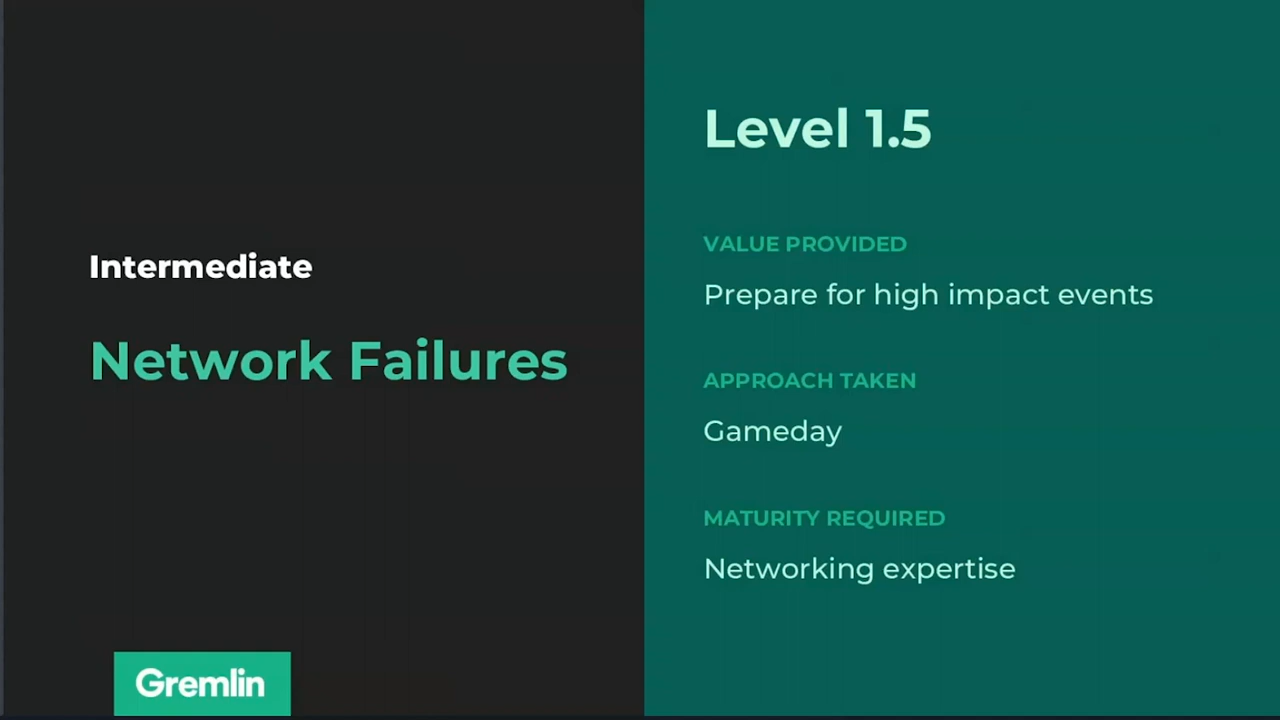 Intermediate
Network Failures
Gremlin
Level 1.5
VALUE PROVIDED
Prepare for high impact events
APPROACH TAKEN
Gameday
MATURITY REQUIRED
Networking expertise